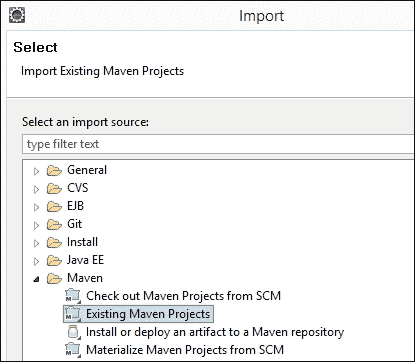 Import
Select
Import Existing Maven Projects
Select an import source:
type filter text
General
CVS
EJB
Git
Install
Java EE
Maven
Check out Maven Projects from SCM
Existing Maven Projects
Install or deploy an artifact to a Maven repository
Materialize Maven Projects from SCM